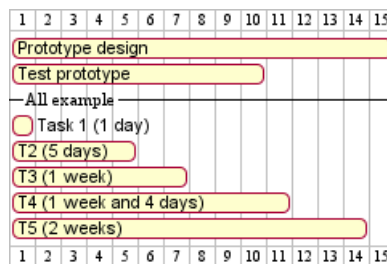 1 2 3 4 5 6 7 8 9 10 11 12 13 14 15
Prototype design
Test prototype
All example
Task 1 (1 day)
T2 (5 days)
T3 (1 week)
T4 (1 week and 4 days)
T5 (2 weeks)
1 2 3 4 5 6 7 8 9 10 11 12 13 14 15